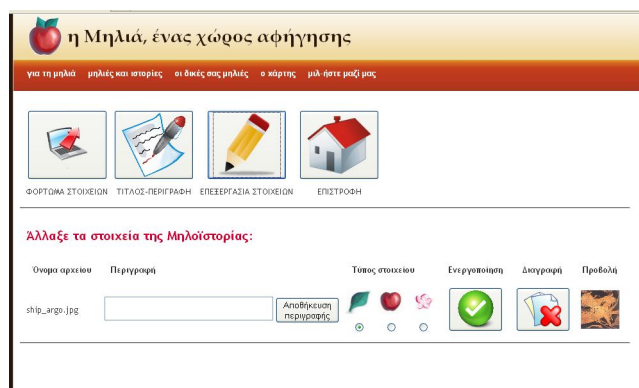 η Μηλιά, ένας χώρος αφήγησης
για τη μηλιά μηλιές και ιστορίες οι δικές σας μηλιές ο χάρτης μιλ-ήστε μαζί μας
ΦΟΡΤΩΜΑ ΣΤΟΙΧΕΙΩΝ ΤΙΤΛΟΣ-ΠΕΡΙΓΡΑΦΗ ΕΠΕΞΕΡΓΑΣΙΑ ΣΤΟΙΧΕΙΩΝ ΕΠΙΣΤΡΟΦΗ
Άλλαξε τα στοιχεία της Μηλοϊστορίας:
Όνομα αρχείου Περιγραφή Τύπος στοιχείου Ενεργοποίηση Διαγραφή Προβολή
ship_argo.jpg Αποθήκευση
περιγραφής